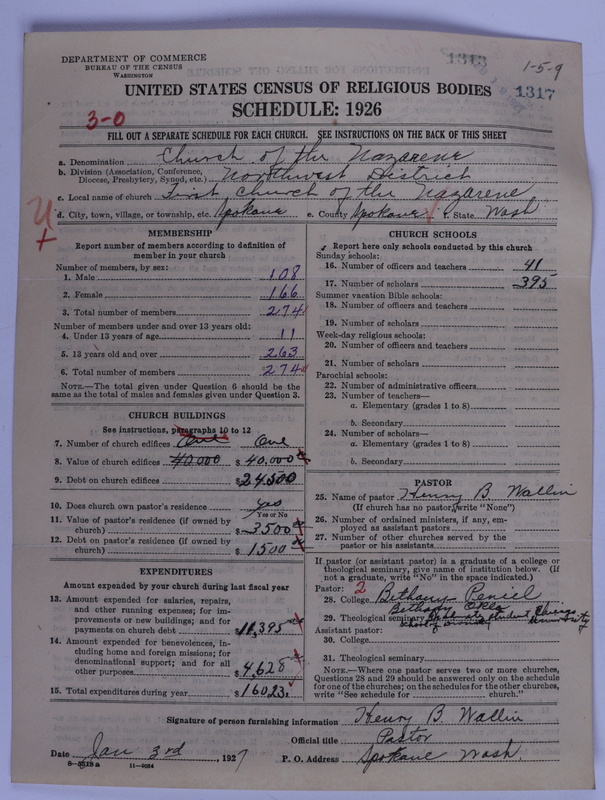 DEPARTMENT OF COMMERCE
BUREAU OF THE CENSUS
WASHINGTON
1313
1-5-9
1317
UNITED STATES CENSUS OF RELIGIOUS BODIES
SCHEDULE: 1926
3-0
FILL OUT A SEPARATE SCHEDULE FOR EACH CHURCH. SEE INSTRUCTIONS ON THE BACK OF THIS SHEET
a. Denomination Church of the Nazarene
b. Division (Association, Conference, Diocese, Presbytery, Synod, etc.) Northwest District
c. Local name of church First Church of the Nazarene
d. City, town, village, or township, etc. Spokane e. County Spokane f. State Wash
MEMBERSHIP
Report number of members according to definition of
member in your church
Number of members, by sex:
1. Male 108
2. Female 166
3. Total number of members 274
Number of members under and over 13 years old:
4. Under 13 years of age 11
5. 13 years old and over 263
6. Total number of members 274
NOTE.—The total given under Question 6 should be the
same as the total of males and females given under Question 3.
CHURCH BUILDINGS
See instructions, paragraphs 10 to 12
7. Number of church edifices One One
8. Value of church edifices 40.000 $ 40.000
9. Debt on church edifices $ 24500
10. Does church own pastor's residence yes
Yes or No
11. Value of pastor's residence (if owned by
church) $ 3500
12. Debt on pastor's residence (if owned by
church) $ 1500
EXPENDITURES
Amount expended by your church during last fiscal year
13. Amount expended for salaries, repairs,
and other running expenses; for im-
provements or new buildings; and for
payments on church debt $ 11,395
14. Amount expended for benevolences, in-
cluding home and foreign missions; for
denominational support; and for all
other purposes $ 4,628
15. Total expenditures during year $ 16023.
CHURCH SCHOOLS
Report here only schools conducted by this church
Sunday schools:
16. Number of officers and teachers 41
17. Number of scholars 395
Summer vacation Bible schools:
18. Number of officers and teachers
19. Number of scholars
Week-day religious schools:
20. Number of officers and teachers
21. Number of scholars
Parochial schools:
22. Number of administrative officers
23. Number of teachers—
a. Elementary (grades 1 to 8)
b. Secondary
24. Number of scholars—
a. Elementary (grades 1 to 8)
b. Secondary
PASTOR
25. Name of pastor Henry B. Wallin
(If church has no pastor, write "None")
26. Number of ordained ministers, if any, em-
ployed as assistant pastors
27. Number of other churches served by the
pastor or his assistants
If pastor (or assistant pastor) is a graduate of a college or
theological seminary, give name of institution below. (If
not a graduate, write "No" in the space indicated.)
Pastor: 2
28. College Bethany Peniel
Bethany Okla
29. Theological seminary student Chicago
School of Divinity University
Assistant pastor:
30. College
31. Theological seminary
NOTE.—Where one pastor serves two or more churches,
Questions 28 and 29 should be answered only on the schedule
for one of the churches; on the schedules for the other churches,
write "See schedule for church."
Signature of person furnishing information Henry B. Wallin
Official title Pastor
Date Jan 3rd, 1927 P. O. Address Spokane Wash.
8-5518a 11-9034